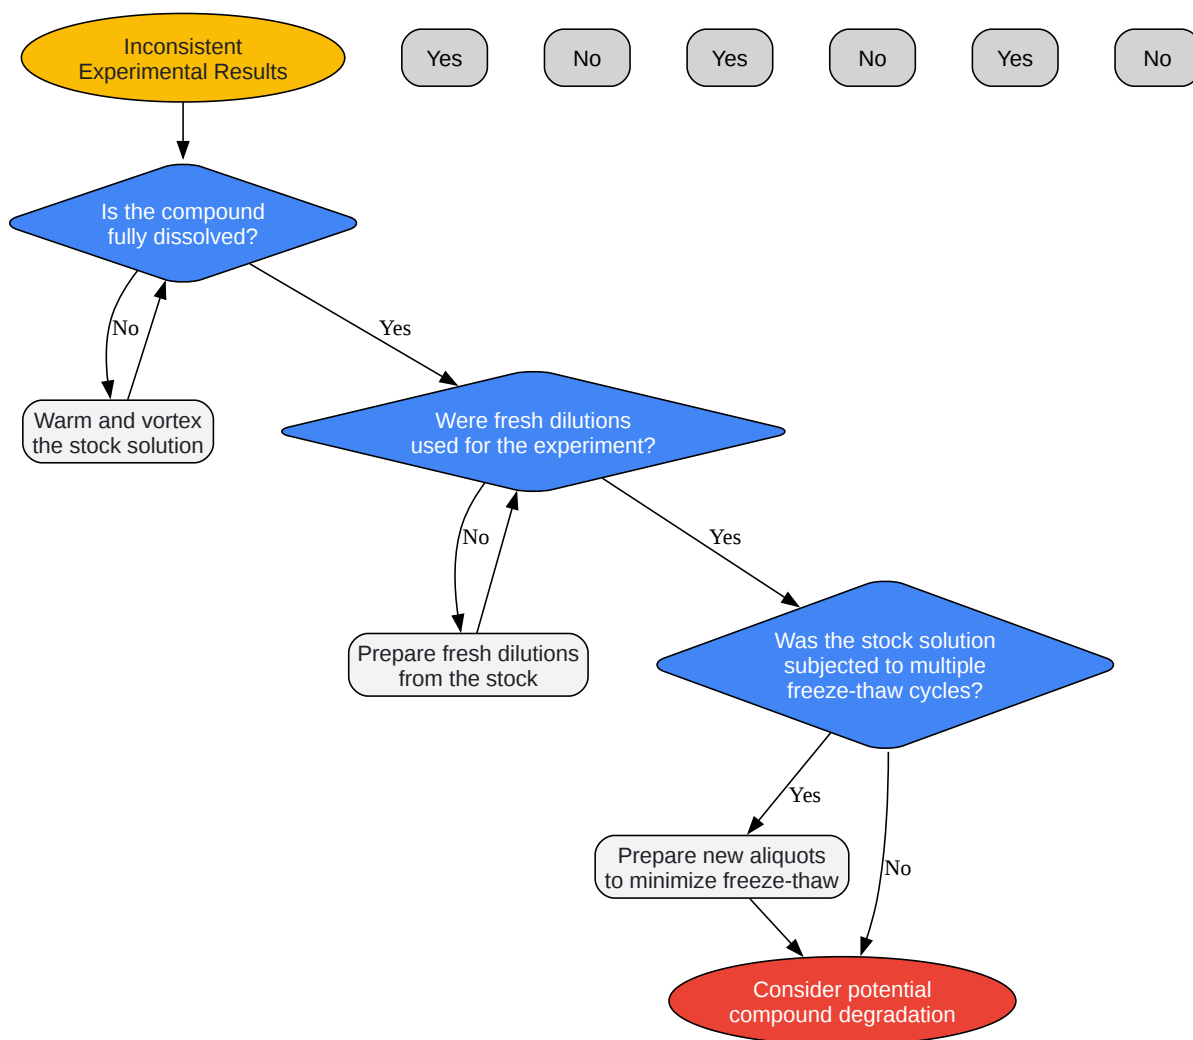 Inconsistent
Experimental Results
Yes
No
Yes
No
Yes
No
Is the compound
fully dissolved?
No
Yes
Warm and vortex
the stock solution
Were fresh dilutions
used for the experiment?
No
Yes
Prepare fresh dilutions
from the stock
Was the stock solution
subjected to multiple
freeze-thaw cycles?
Yes
No
Prepare new aliquots
to minimize freeze-thaw
Consider potential
compound degradation